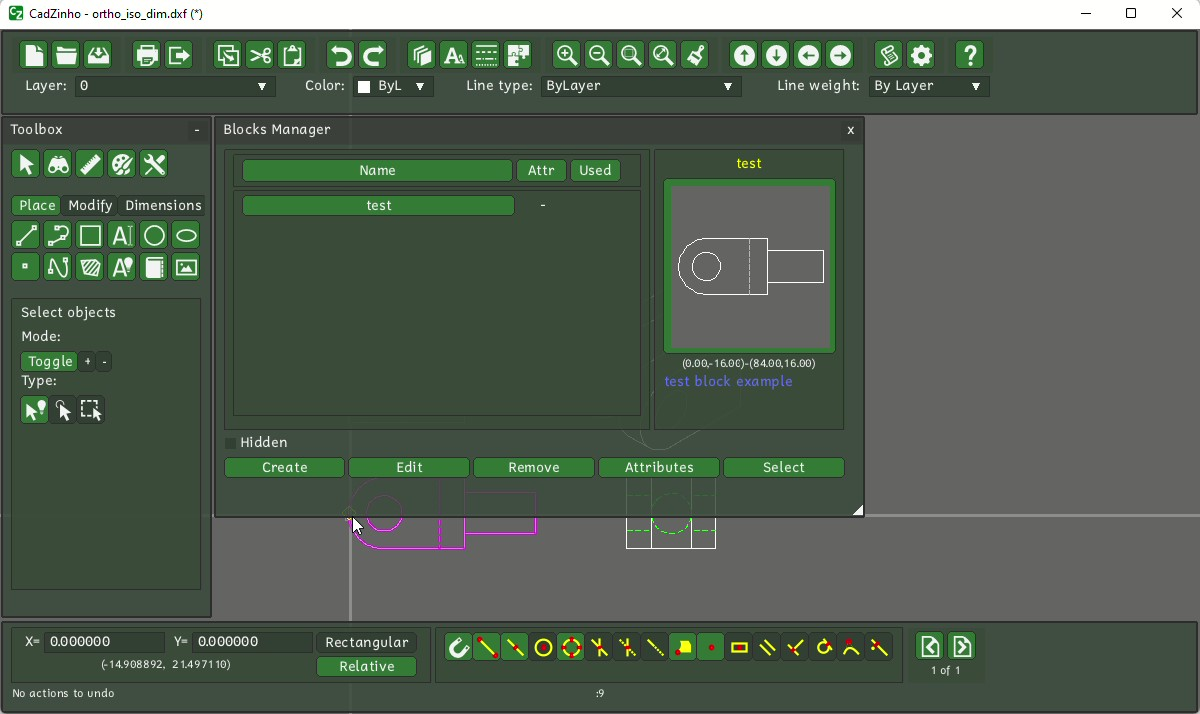 CadZinho - ortho_iso_dim.dxf (*)
Layer: 0 Color: ByL Line type: ByLayer Line weight: By Layer
Toolbox -
Blocks Manager x
Name Attr Used
test
test -
Place Modify Dimensions
Select objects
Mode:
Toggle + -
Type:
(0.00,-16.00)-(84.00,16.00)
test block example
Hidden
Create Edit Remove Attributes Select
X= 0.000000 Y= 0.000000 Rectangular
(-14.908892, 21.497110) Relative
1 of 1
No actions to undo :9